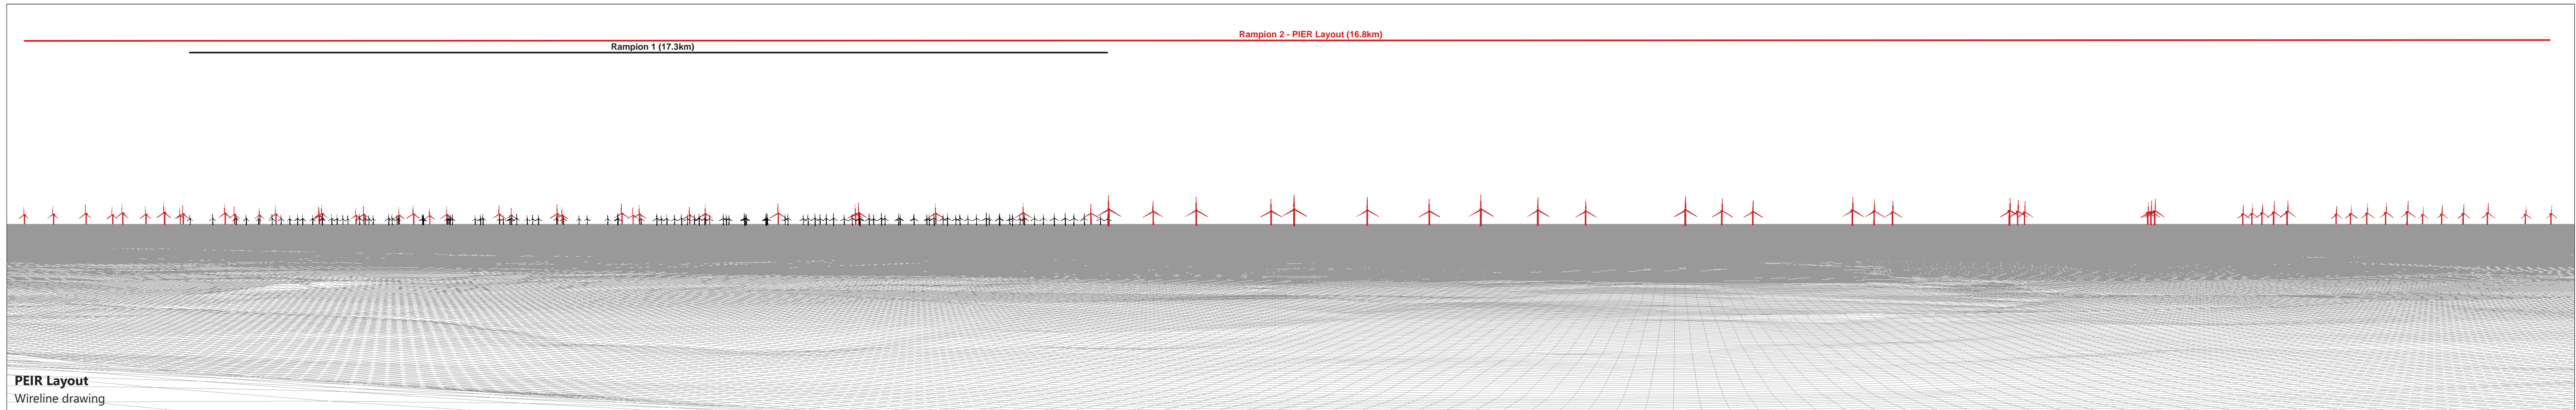 Rampion 2 - PIER Layout (16.8km)
Rampion 1 (17.3km)
PEIR Layout
Wireline drawing